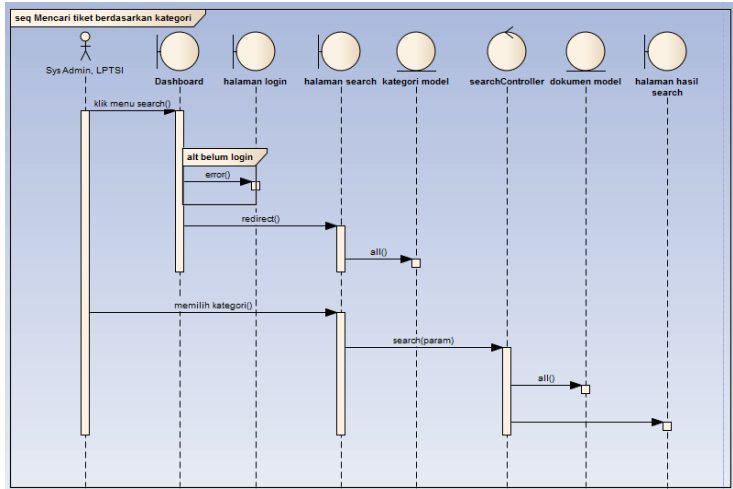 seq Mencari tiket berdasarkan kategori
Sys Admin, LPTSI
Dashboard
halaman login
halaman search
kategori model
searchController
dokumen model
halaman hasil
search
klik menu search()
alt belum login
error()
redirect()
all()
memilih kategori()
search(param)
all()